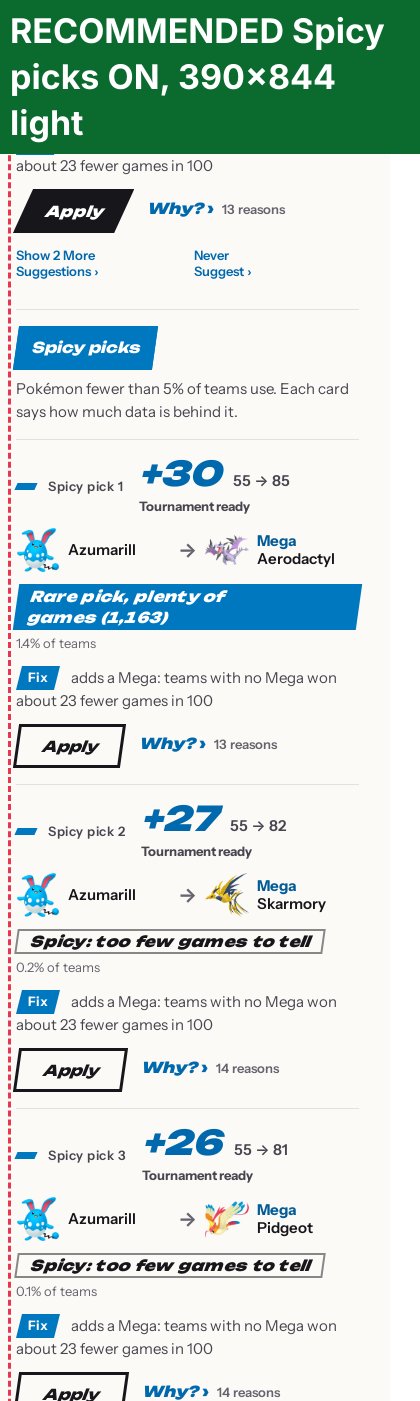 RECOMMENDED Spicy
picks ON, 390×844
light
about 23 fewer games in 100
Apply Why? › 13 reasons
Show 2 More
Suggestions ›
Never
Suggest ›
Spicy picks
Pokémon fewer than 5% of teams use. Each card
says how much data is behind it.
Spicy pick 1 +30 55 → 85
Tournament ready
Azumarill → Mega
Aerodactyl
Rare pick, plenty of
games (1,163)
1.4% of teams
Fix adds a Mega: teams with no Mega won
about 23 fewer games in 100
Apply Why? › 13 reasons
Spicy pick 2 +27 55 → 82
Tournament ready
Azumarill → Mega
Skarmory
Spicy: too few games to tell
0.2% of teams
Fix adds a Mega: teams with no Mega won
about 23 fewer games in 100
Apply Why? › 14 reasons
Spicy pick 3 +26 55 → 81
Tournament ready
Azumarill → Mega
Pidgeot
Spicy: too few games to tell
0.1% of teams
Fix adds a Mega: teams with no Mega won
about 23 fewer games in 100
Apply Why? › 14 reasons